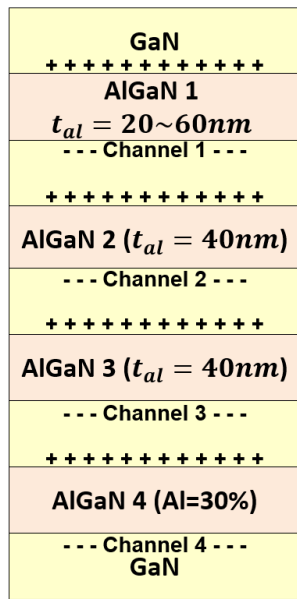 GaN
+ + + + + + + + + + + +
AlGaN 1
t_al = 20~60nm
- - - Channel 1 - - -
+ + + + + + + + + + + +
AlGaN 2 (t_al = 40nm)
- - - Channel 2 - - -
+ + + + + + + + + + + +
AlGaN 3 (t_al = 40nm)
- - - Channel 3 - - -
+ + + + + + + + + + + +
AlGaN 4 (Al=30%)
- - - Channel 4 - - -
GaN